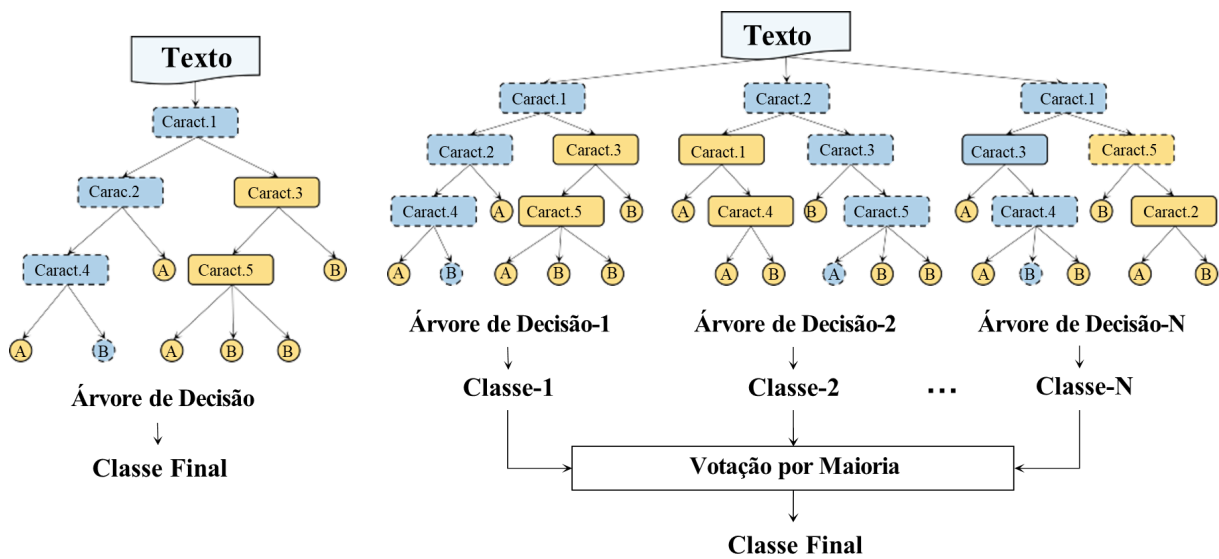 Texto
Caract.1
Carac.2
Caract.3
Caract.4
A
Caract.5
B
A
B
A
B
B
Árvore de Decisão
Classe Final
Texto
Caract.1
Caract.2
Caract.3
Caract.4
A
Caract.5
B
A
B
A
B
B
Árvore de Decisão-1
Classe-1
Caract.2
Caract.1
Caract.3
A
Caract.4
B
Caract.5
A
B
A
B
B
Árvore de Decisão-2
Classe-2
...
Caract.1
Caract.3
Caract.5
A
Caract.4
B
Caract.2
A
B
B
A
B
Árvore de Decisão-N
Classe-N
Votação por Maioria
Classe Final